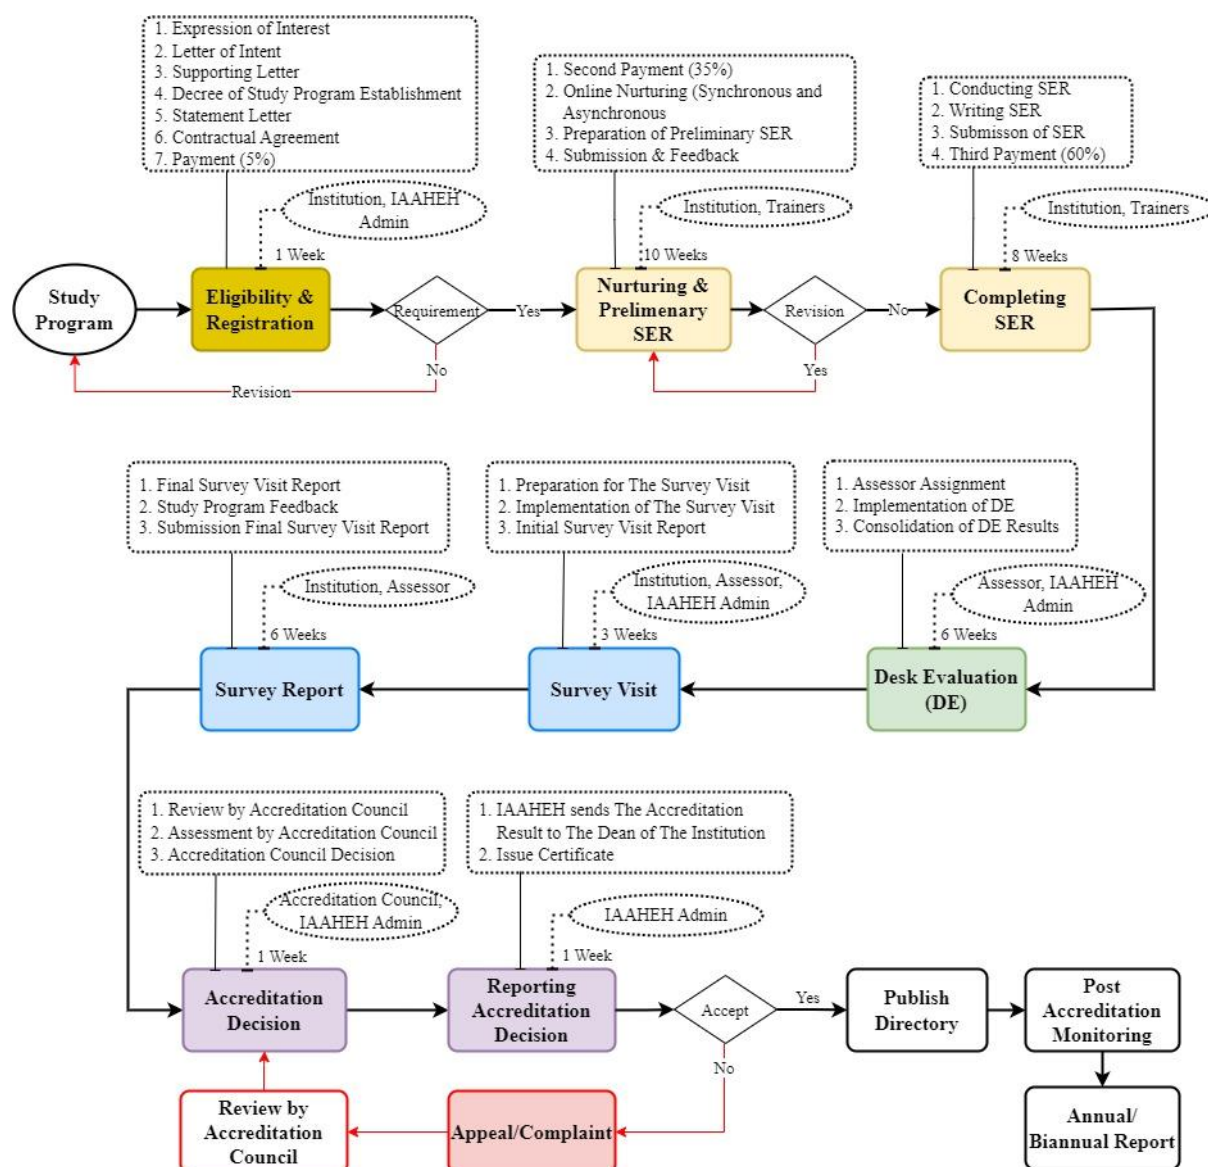 1. Expression of Interest
2. Letter of Intent
3. Supporting Letter
4. Decree of Study Program Establishment
5. Statement Letter
6. Contractual Agreement
7. Payment (5%)
1. Second Payment (35%)
2. Online Nurturing (Synchronous and
Asynchronous
3. Preparation of Preliminary SER
4. Submission & Feedback
1. Conducting SER
2. Writing SER
3. Submisson of SER
4. Third Payment (60%)
Institution, IAAHEH
Admin
Institution, Trainers
Institution, Trainers
1 Week
10 Weeks
8 Weeks
Study
Program
Eligibility &
Registration
Requirement
Yes
Nurturing &
Prelimenary
SER
Revision
No
Completing
SER
No
Revision
Yes
1. Final Survey Visit Report
2. Study Program Feedback
3. Submission Final Survey Visit Report
1. Preparation for The Survey Visit
2. Implementation of The Survey Visit
3. Initial Survey Visit Report
1. Assessor Assignment
2. Implementation of DE
3. Consolidation of DE Results
Institution, Assessor
Institution, Assessor,
IAAHEH Admin
Assessor, IAAHEH
Admin
6 Weeks
3 Weeks
6 Weeks
Survey Report
Survey Visit
Desk Evaluation
(DE)
1. Review by Accreditation Council
2. Assessment by Accreditation Council
3. Accreditation Council Decision
1. IAAHEH sends The Accreditation
Result to The Dean of The Institution
2. Issue Certificate
Accreditation Council,
IAAHEH Admin
IAAHEH Admin
1 Week
1 Week
Accreditation
Decision
Reporting
Accreditation
Decision
Accept
Yes
Publish
Directory
Post
Accreditation
Monitoring
No
Review by
Accreditation
Council
Appeal/Complaint
Annual/
Biannual Report